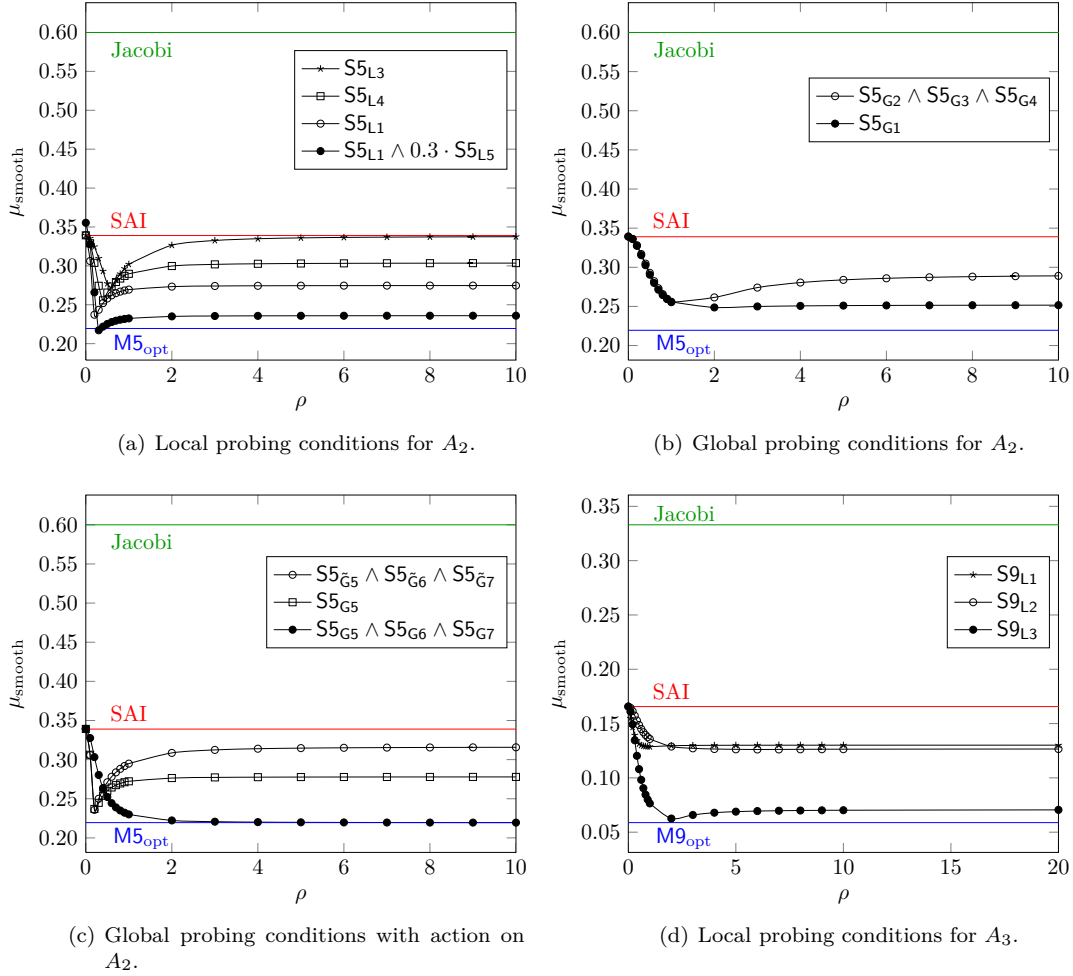 0.60
0.55
0.50
0.45
0.40
0.35
0.30
0.25
0.20
μsmooth
Jacobi
S5L3
S5L4
S5L1
S5L1 ∧ 0.3 · S5L5
SAI
M5opt
0 2 4 6 8 10
ρ
(a) Local probing conditions for A2.
0.60
0.55
0.50
0.45
0.40
0.35
0.30
0.25
0.20
μsmooth
Jacobi
S5G2 ∧ S5G3 ∧ S5G4
S5G1
SAI
M5opt
0 2 4 6 8 10
ρ
(b) Global probing conditions for A2.
0.60
0.55
0.50
0.45
0.40
0.35
0.30
0.25
0.20
μsmooth
Jacobi
S5G̃5 ∧ S5G̃6 ∧ S5G̃7
S5G5
S5G5 ∧ S5G6 ∧ S5G7
SAI
M5opt
0 2 4 6 8 10
ρ
(c) Global probing conditions with action on
A2.
0.35
0.30
0.25
0.20
0.15
0.10
0.05
μsmooth
Jacobi
S9L1
S9L2
S9L3
SAI
M9opt
0 5 10 15 20
ρ
(d) Local probing conditions for A3.